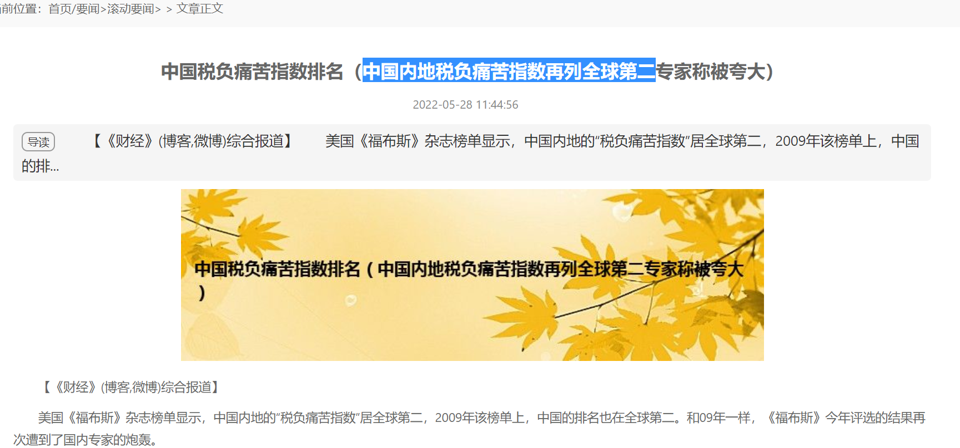 前位置：首页/要闻>滚动要闻> > 文章正文
中国税负痛苦指数排名（中国内地税负痛苦指数再列全球第二专家称被夸大）
2022-05-28 11:44:56
导读 【《财经》(博客,微博)综合报道】 美国《福布斯》杂志榜单显示，中国内地的“税负痛苦指数”居全球第二，2009年该榜单上，中国
的排...
中国税负痛苦指数排名（中国内地税负痛苦指数再列全球第二专家称被夸大
）
【《财经》(博客,微博)综合报道】
美国《福布斯》杂志榜单显示，中国内地的“税负痛苦指数”居全球第二，2009年该榜单上，中国的排名也在全球第二。和09年一样，《福布斯》今年评选的结果再
次遭到了国内专家的炮轰。